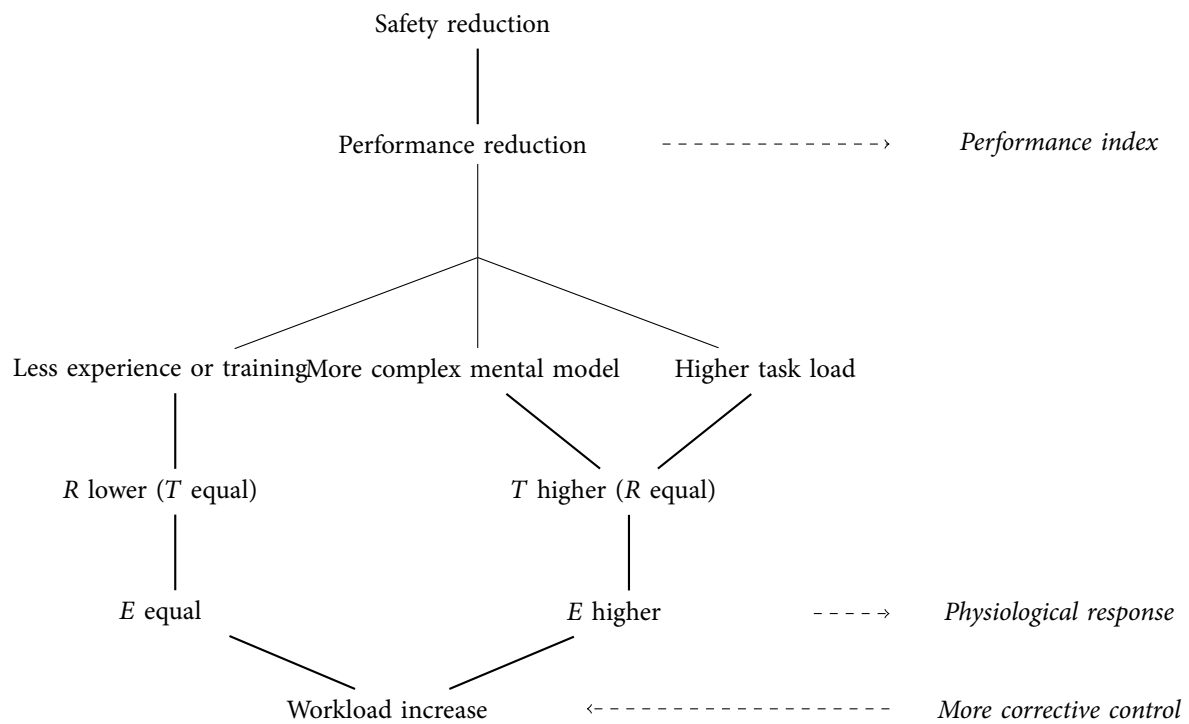 Safety reduction
Performance reduction
Performance index
Less experience or training
More complex mental model
Higher task load
R lower (T equal)
T higher (R equal)
E equal
E higher
Physiological response
Workload increase
More corrective control